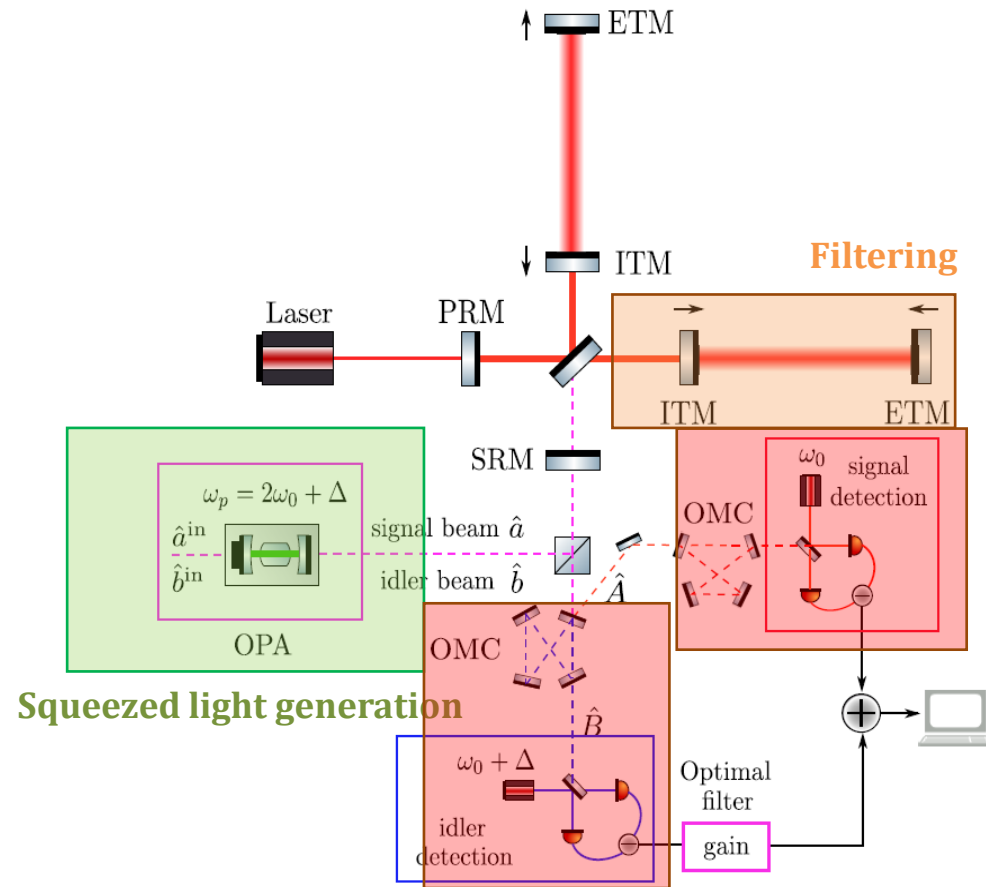 ETM
ITM
Filtering
Laser
PRM
ITM
ETM
SRM
ω₀
signal
detection
OMC
ωₚ = 2ω₀ + Δ
âⁱⁿ
b̂ⁱⁿ
signal beam â
idler beam b̂
Â
OPA
OMC
Squeezed light generation
B̂
ω₀ + Δ
idler
detection
Optimal
filter
gain